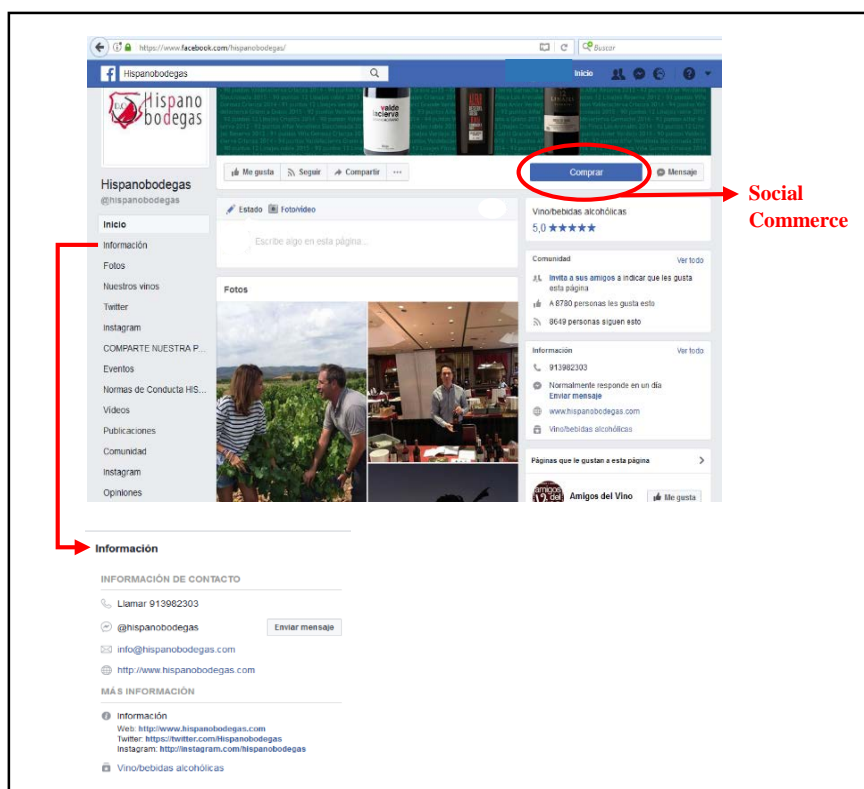 https://www.facebook.com/hispanobodegas/
Buscar
Hispanobodegas
Inicio
Hispano
bodegas
valde
lacierva
Me gusta
Seguir
Compartir
Comprar
Mensaje
Social
Commerce
Hispanobodegas
@hispanobodegas
Inicio
Información
Fotos
Nuestros vinos
Twitter
Instagram
COMPARTE NUESTRA P...
Eventos
Normas de Conducta HIS...
Vídeos
Publicaciones
Comunidad
Instagram
Opiniones
Estado
Foto/vídeo
Escribe algo en esta página ...
Fotos
Vino/bebidas alcohólicas
5,0 ★★★★★
Comunidad
Ver todo
Invita a sus amigos a indicar que les gusta
esta página
A 8780 personas les gusta esto
8649 personas siguen esto
Información
Ver todo
913982303
Normalmente responde en un día
Enviar mensaje
www.hispanobodegas.com
Vino/bebidas alcohólicas
Páginas que le gustan a esta página
amigos
del
Amigos del Vino
Me gusta
Información
INFORMACIÓN DE CONTACTO
Llamar 913982303
@hispanobodegas
Enviar mensaje
info@hispanobodegas.com
http://www.hispanobodegas.com
MÁS INFORMACIÓN
Información
Web: http://www.hispanobodegas.com
Twitter: https://twitter.com/Hispanobodegas
Instagram: http://instagram.com/hispanobodegas
Vino/bebidas alcohólicas